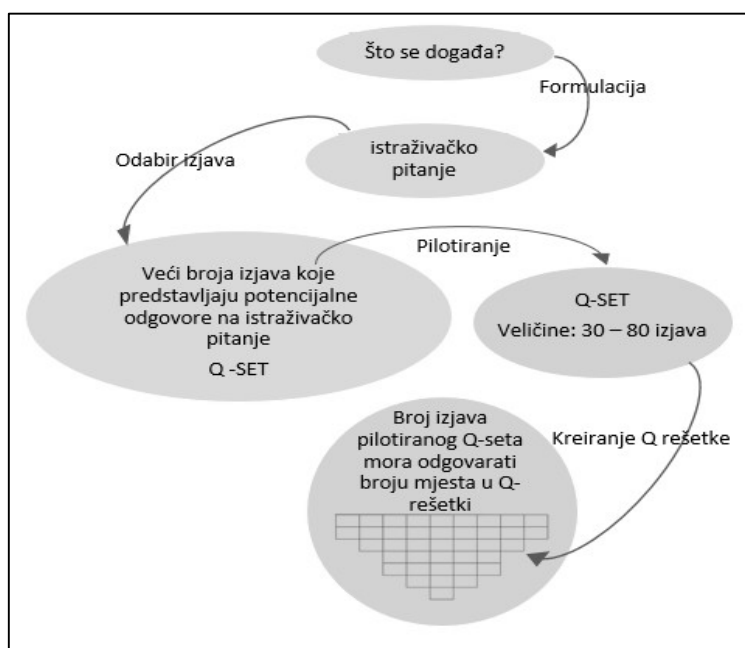 Što se događa?
Formulacija
istraživačko
pitanje
Odabir izjava
Veći broja izjava koje
predstavljaju potencijalne
odgovore na istraživačko
pitanje
Q -SET
Pilotiranje
Q-SET
Veličine: 30 – 80 izjava
Kreiranje Q rešetke
Broj izjava
pilotiranog Q-seta
mora odgovarati
broju mjesta u Q-
rešetki